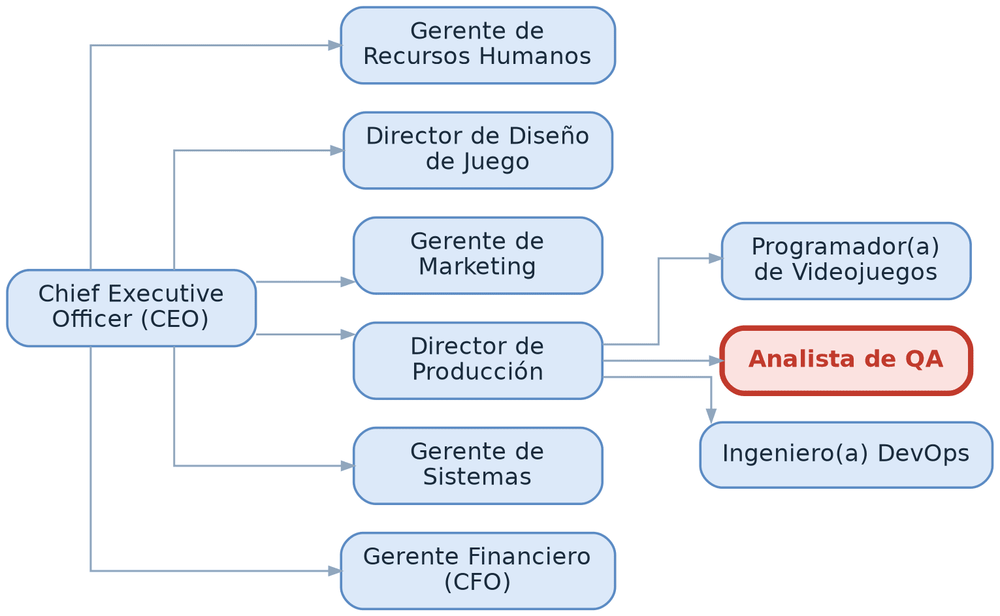 Gerente de
Recursos Humanos
Director de Diseño
de Juego
Gerente de
Marketing
Programador(a)
de Videojuegos
Chief Executive
Officer (CEO)
Director de
Producción
Analista de QA
Gerente de
Sistemas
Ingeniero(a) DevOps
Gerente Financiero
(CFO)